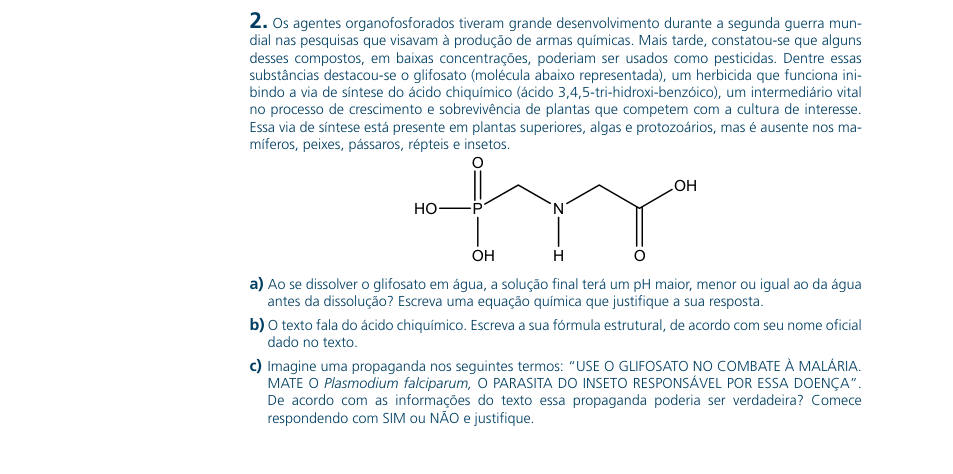 2. Os agentes organofosforados tiveram grande desenvolvimento durante a segunda guerra mun-
dial nas pesquisas que visavam à produção de armas químicas. Mais tarde, constatou-se que alguns
desses compostos, em baixas concentrações, poderiam ser usados como pesticidas. Dentre essas
substâncias destacou-se o glifosato (molécula abaixo representada), um herbicida que funciona ini-
bindo a via de síntese do ácido chiquímico (ácido 3,4,5-tri-hidroxi-benzóico), um intermediário vital
no processo de crescimento e sobrevivência de plantas que competem com a cultura de interesse.
Essa via de síntese está presente em plantas superiores, algas e protozoários, mas é ausente nos ma-
míferos, peixes, pássaros, répteis e insetos.
O
OH
HO P N
OH H O
a) Ao se dissolver o glifosato em água, a solução final terá um pH maior, menor ou igual ao da água
antes da dissolução? Escreva uma equação química que justifique a sua resposta.
b) O texto fala do ácido chiquímico. Escreva a sua fórmula estrutural, de acordo com seu nome oficial
dado no texto.
c) Imagine uma propaganda nos seguintes termos: “USE O GLIFOSATO NO COMBATE À MALÁRIA.
MATE O Plasmodium falciparum, O PARASITA DO INSETO RESPONSÁVEL POR ESSA DOENÇA”.
De acordo com as informações do texto essa propaganda poderia ser verdadeira? Comece
respondendo com SIM ou NÃO e justifique.